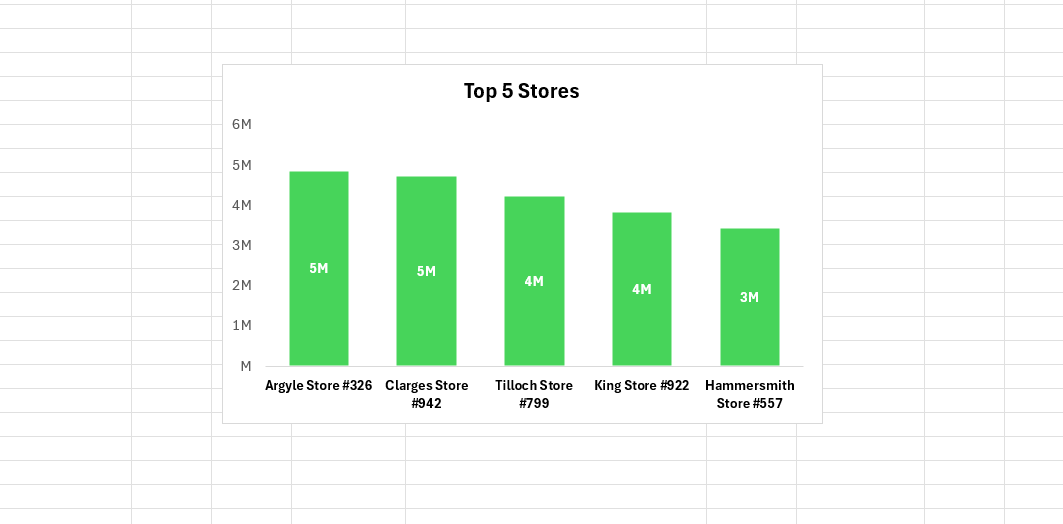 Top 5 Stores
6M
5M
4M
3M
2M
1M
M
5M
5M
4M
4M
3M
Argyle Store #326
Clarges Store
#942
Tilloch Store
#799
King Store #922
Hammersmith
Store #557